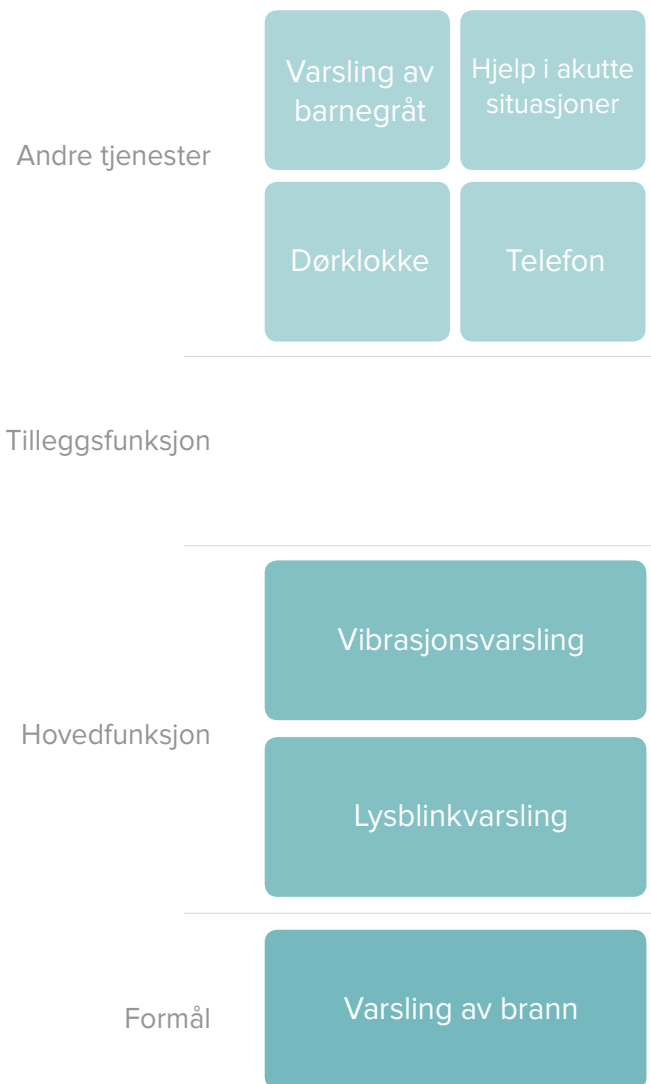 Andre tjenester
Varsling av
barnegråt
Hjelp i akutte
situasjoner
Dørklokke
Telefon
Tilleggsfunksjon
Hovedfunksjon
Vibrasjonsvarsling
Lysblinkvarsling
Formål
Varsling av brann